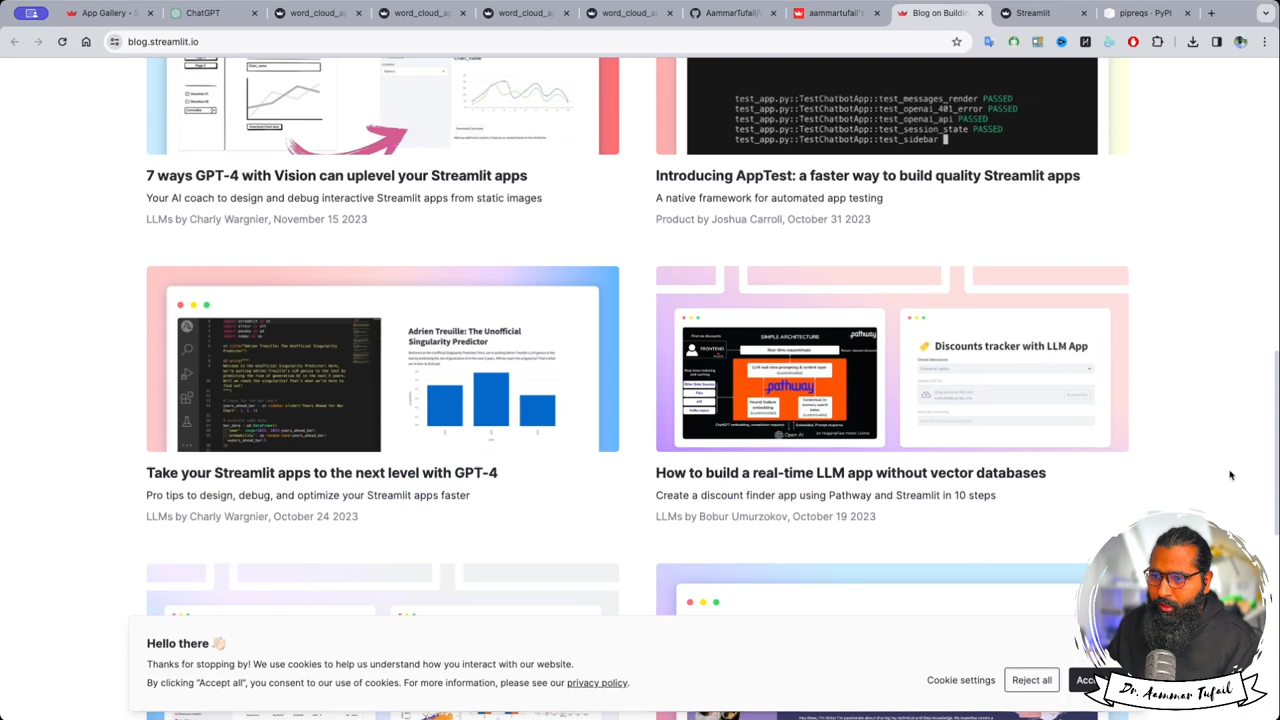 App Gallery
ChatGPT
word_cloud_ap
word_cloud_a
word_cloud_a
word_cloud_a
AammarTufail/
aammartufail's
Blog on Buildin
Streamlit
pipreqs · PyPI
blog.streamlit.io
test_app.py::TestChatbotApp::test_messages_render PASSED
test_app.py::TestChatbotApp::test_openai_401_error PASSED
test_app.py::TestChatbotApp::test_openai_api PASSED
test_app.py::TestChatbotApp::test_session_state PASSED
test_app.py::TestChatbotApp::test_sidebar
7 ways GPT-4 with Vision can uplevel your Streamlit apps
Your AI coach to design and debug interactive Streamlit apps from static images
LLMs by Charly Wargnier, November 15 2023
Introducing AppTest: a faster way to build quality Streamlit apps
A native framework for automated app testing
Product by Joshua Carroll, October 31 2023
Adrien Treuille: The Unofficial
Singularity Predictor
SIMPLE ARCHITECTURE
pathway
FRONTEND
pathway
Open AI
Discounts tracker with LLM App
Take your Streamlit apps to the next level with GPT-4
Pro tips to design, debug, and optimize your Streamlit apps faster
LLMs by Charly Wargnier, October 24 2023
How to build a real-time LLM app without vector databases
Create a discount finder app using Pathway and Streamlit in 10 steps
LLMs by Bobur Umurzokov, October 19 2023
Hello there 👋🏻
Thanks for stopping by! We use cookies to help us understand how you interact with our website.
By clicking “Accept all”, you consent to our use of cookies. For more information, please see our privacy policy.
Cookie settings
Reject all
Acc
Dr. Aammar Tufail